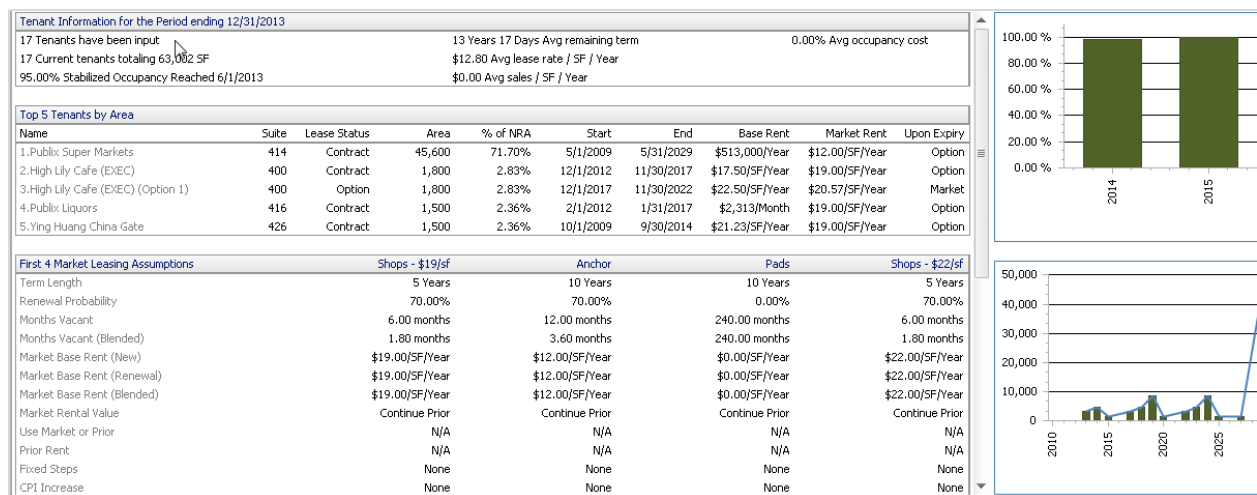 Tenant Information for the Period ending 12/31/2013
17 Tenants have been input 13 Years 17 Days Avg remaining term 0.00% Avg occupancy cost
17 Current tenants totaling 63,002 SF $12.80 Avg lease rate / SF / Year
95.00% Stabilized Occupancy Reached 6/1/2013 $0.00 Avg sales / SF / Year
Top 5 Tenants by Area
Name Suite Lease Status Area % of NRA Start End Base Rent Market Rent Upon Expiry
1.Publix Super Markets 414 Contract 45,600 71.70% 5/1/2009 5/31/2029 $513,000/Year $12.00/SF/Year Option
2.High Lily Cafe (EXEC) 400 Contract 1,800 2.83% 12/1/2012 11/30/2017 $17.50/SF/Year $19.00/SF/Year Option
3.High Lily Cafe (EXEC) (Option 1) 400 Option 1,800 2.83% 12/1/2017 11/30/2022 $22.50/SF/Year $20.57/SF/Year Market
4.Publix Liquors 416 Contract 1,500 2.36% 2/1/2012 1/31/2017 $2,313/Month $19.00/SF/Year Option
5.Ying Huang China Gate 426 Contract 1,500 2.36% 10/1/2009 9/30/2014 $21.23/SF/Year $19.00/SF/Year Option
First 4 Market Leasing Assumptions Shops - $19/sf Anchor Pads Shops - $22/sf
Term Length 5 Years 10 Years 10 Years 5 Years
Renewal Probability 70.00% 70.00% 0.00% 70.00%
Months Vacant 6.00 months 12.00 months 240.00 months 6.00 months
Months Vacant (Blended) 1.80 months 3.60 months 240.00 months 1.80 months
Market Base Rent (New) $19.00/SF/Year $12.00/SF/Year $0.00/SF/Year $22.00/SF/Year
Market Base Rent (Renewal) $19.00/SF/Year $12.00/SF/Year $0.00/SF/Year $22.00/SF/Year
Market Base Rent (Blended) $19.00/SF/Year $12.00/SF/Year $0.00/SF/Year $22.00/SF/Year
Market Rental Value Continue Prior Continue Prior Continue Prior Continue Prior
Use Market or Prior N/A N/A N/A N/A
Prior Rent N/A N/A N/A N/A
Fixed Steps None None None None
CPI Increase None None None None
100.00 %
80.00 %
60.00 %
40.00 %
20.00 %
0.00 %
2014 2015
50,000
40,000
30,000
20,000
10,000
0
2010 2015 2020 2025